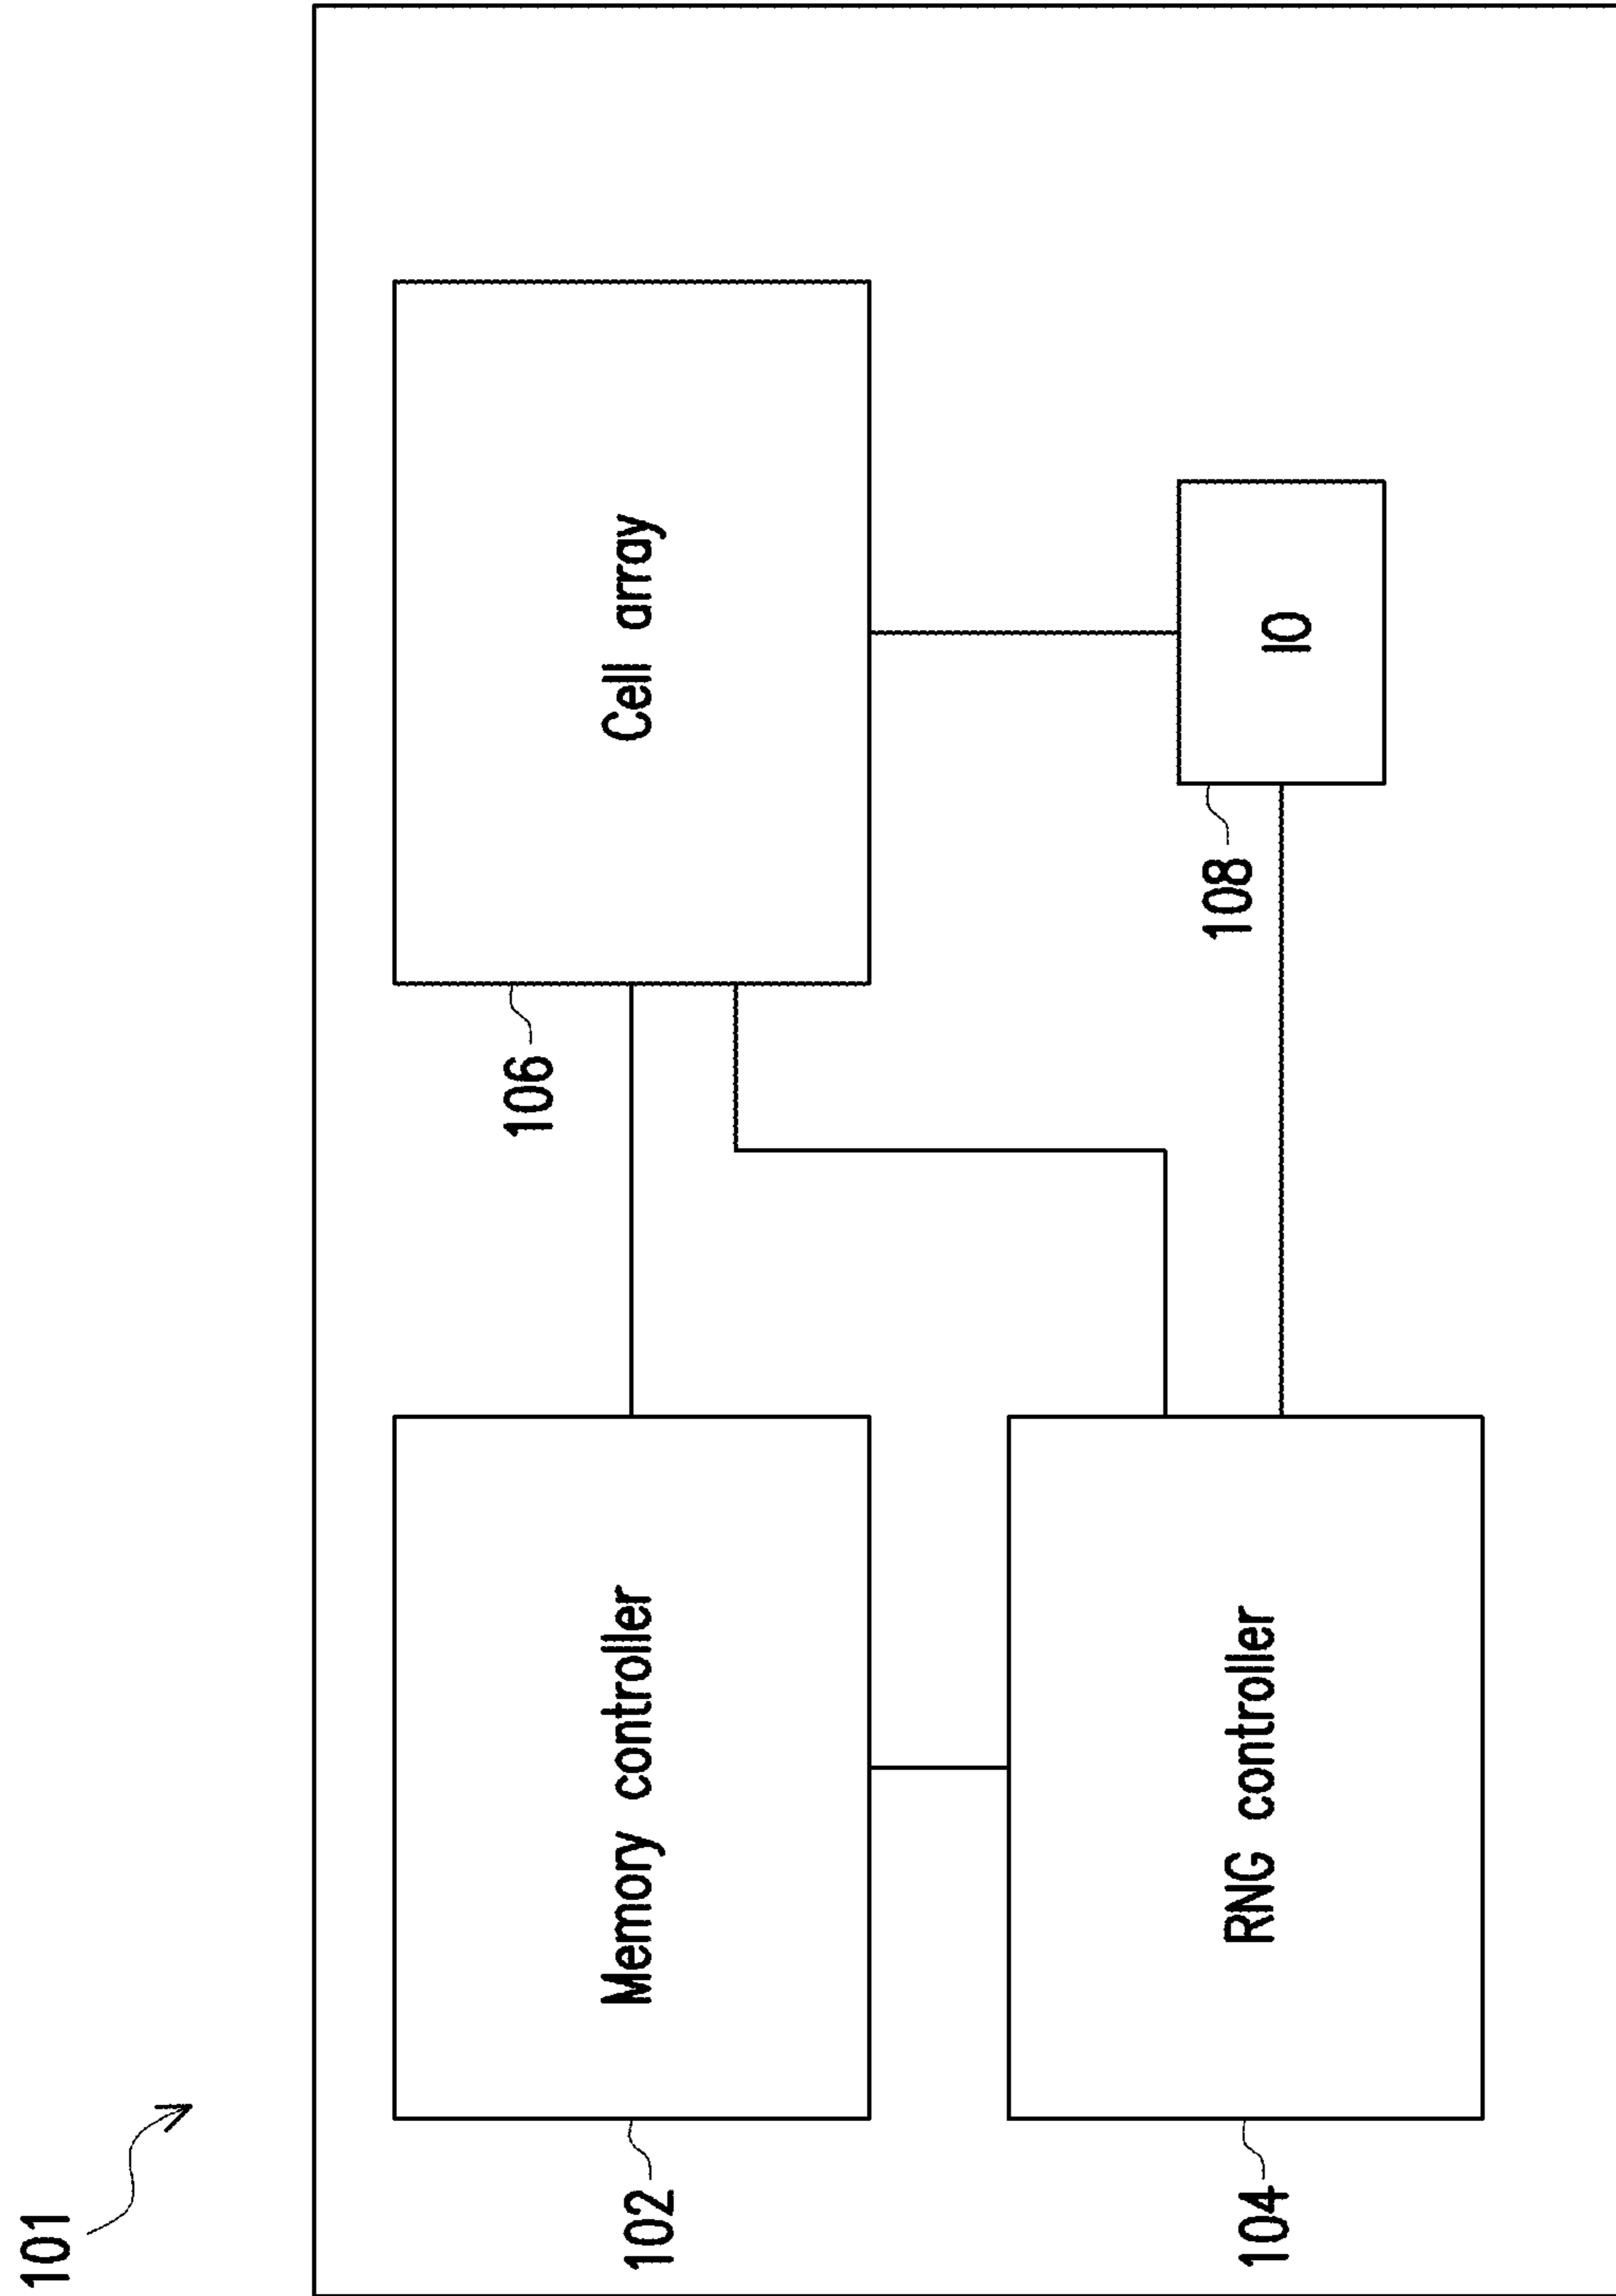 101
102
Memory controller
106
Cell array
104
RNG controller
108
IO